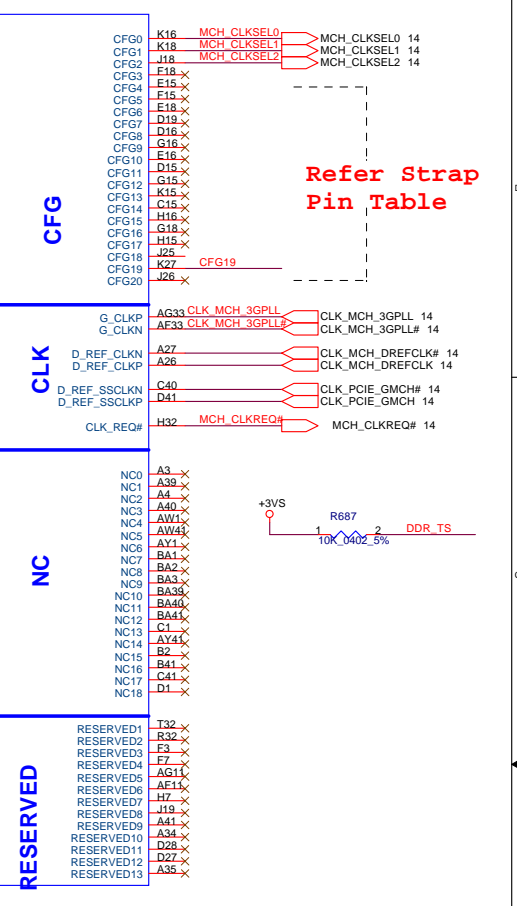 CFG
CFG0 K16 MCH_CLKSEL0 MCH_CLKSEL0 14
CFG1 K18 MCH_CLKSEL1 MCH_CLKSEL1 14
CFG2 J18 MCH_CLKSEL2 MCH_CLKSEL2 14
CFG3 F18
CFG4 E15
CFG5 F15
CFG6 E18
CFG7 D19
CFG8 D16
CFG9 G16
CFG10 E16
CFG11 D15
CFG12 G15
CFG13 K15
CFG14 C15
CFG15 H16
CFG16 G18
CFG17 H15
CFG18 J25
CFG19 K27 CFG19
CFG20 J26
Refer Strap
Pin Table
CLK
G_CLKP AG33 CLK_MCH_3GPLL CLK_MCH_3GPLL 14
G_CLKN AF33 CLK_MCH_3GPLL# CLK_MCH_3GPLL# 14
D_REF_CLKN A27 CLK_MCH_DREFCLK# 14
D_REF_CLKP A26 CLK_MCH_DREFCLK 14
D_REF_SSCLKN C40 CLK_PCIE_GMCH# 14
D_REF_SSCLKP D41 CLK_PCIE_GMCH 14
CLK_REQ# H32 MCH_CLKREQ# MCH_CLKREQ# 14
NC
NC0 A3
NC1 A39
NC2 A4
NC3 A40
NC4 AW1
NC5 AW41
NC6 AY1
NC7 BA1
NC8 BA2
NC9 BA3
NC10 BA39
NC11 BA40
NC12 BA41
NC13 C1
NC14 AY41
NC15 B2
NC16 B41
NC17 C41
NC18 D1
+3VS
R687
1 2 DDR_TS
10K_0402_5%
RESERVED
RESERVED1 T32
RESERVED2 R32
RESERVED3 F3
RESERVED4 F7
RESERVED5 AG11
RESERVED6 AF11
RESERVED7 H7
RESERVED8 J19
RESERVED9 A41
RESERVED10 A34
RESERVED11 D28
RESERVED12 D27
RESERVED13 A35